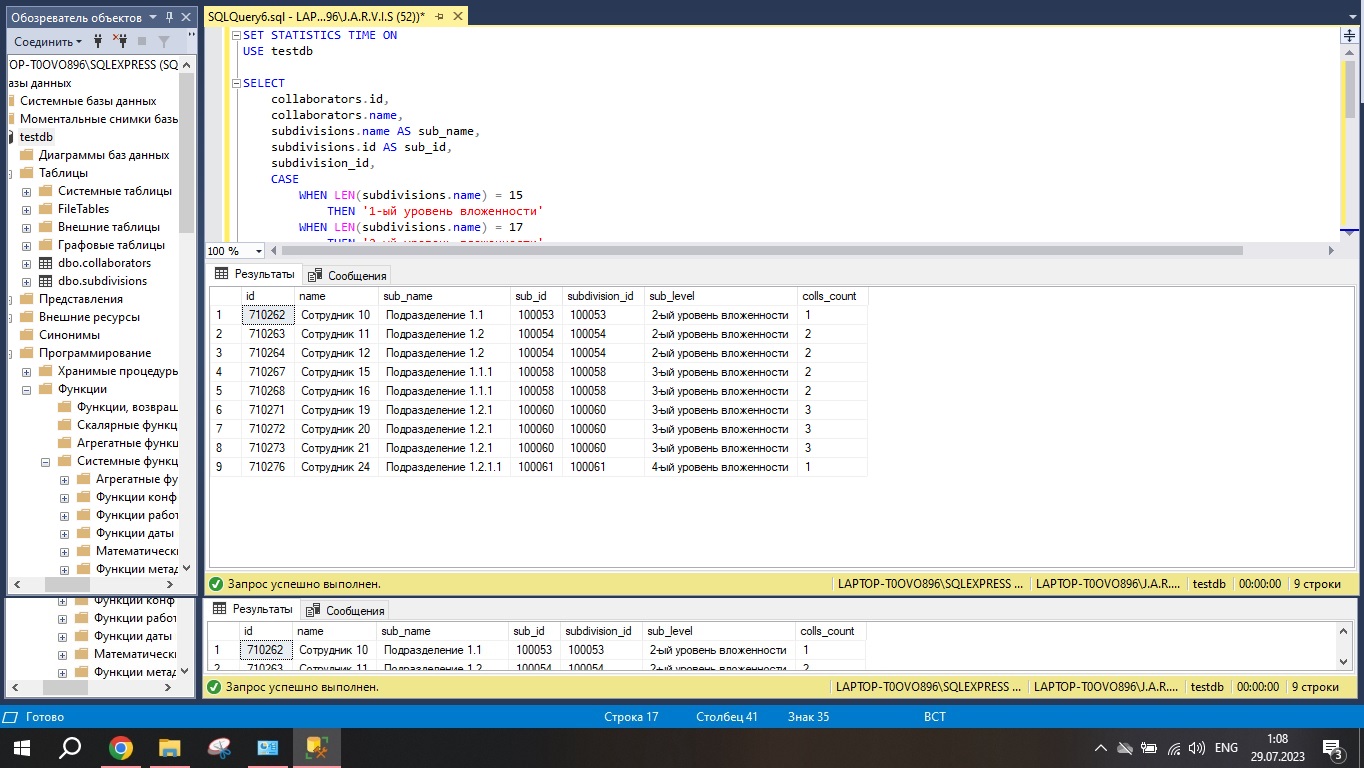 Обозреватель объектов
Соединить
TOP-T0OVO896\SQLEXPRESS (SQ
азы данных
Системные базы данных
Моментальные снимки базы
testdb
Диаграммы баз данных
Таблицы
Системные таблицы
FileTables
Внешние таблицы
Графовые таблицы
dbo.collaborators
dbo.subdivisions
Представления
Внешние ресурсы
Синонимы
Программирование
Хранимые процедуры
Функции
Функции, возвращ
Скалярные функц
Агрегатные функц
Системные функц
Агрегатные фу
Функции конф
Функции работ
Функции даты
Математически
Функции метад
SQLQuery6.sql - LAP...96\J.A.R.V.I.S (52))*
SET STATISTICS TIME ON
USE testdb
SELECT
collaborators.id,
collaborators.name,
subdivisions.name AS sub_name,
subdivisions.id AS sub_id,
subdivision_id,
CASE
WHEN LEN(subdivisions.name) = 15
THEN '1-ый уровень вложенности'
WHEN LEN(subdivisions.name) = 17
THEN '2-ый уровень вложенности'
100 %
Результаты Сообщения
id name sub_name sub_id subdivision_id sub_level colls_count
1 710262 Сотрудник 10 Подразделение 1.1 100053 100053 2-ый уровень вложенности 1
2 710263 Сотрудник 11 Подразделение 1.2 100054 100054 2-ый уровень вложенности 2
3 710264 Сотрудник 12 Подразделение 1.2 100054 100054 2-ый уровень вложенности 2
4 710267 Сотрудник 15 Подразделение 1.1.1 100058 100058 3-ый уровень вложенности 2
5 710268 Сотрудник 16 Подразделение 1.1.1 100058 100058 3-ый уровень вложенности 2
6 710271 Сотрудник 19 Подразделение 1.2.1 100060 100060 3-ый уровень вложенности 3
7 710272 Сотрудник 20 Подразделение 1.2.1 100060 100060 3-ый уровень вложенности 3
8 710273 Сотрудник 21 Подразделение 1.2.1 100060 100060 3-ый уровень вложенности 3
9 710276 Сотрудник 24 Подразделение 1.2.1.1 100061 100061 4-ый уровень вложенности 1
Запрос успешно выполнен. LAPTOP-T0OVO896\SQLEXPRESS ... LAPTOP-T0OVO896\J.A.R.... testdb 00:00:00 9 строки
Функции конф
Функции работ
Функции даты
Математически
Функции метад
Результаты Сообщения
id name sub_name sub_id subdivision_id sub_level colls_count
1 710262 Сотрудник 10 Подразделение 1.1 100053 100053 2-ый уровень вложенности 1
2 710263 Сотрудник 11 Подразделение 1.2 100054 100054 2-ый уровень вложенности 2
Запрос успешно выполнен. LAPTOP-T0OVO896\SQLEXPRESS ... LAPTOP-T0OVO896\J.A.R.... testdb 00:00:00 9 строки
Готово Строка 17 Столбец 41 Знак 35 ВСТ
ENG 1:08
29.07.2023
3